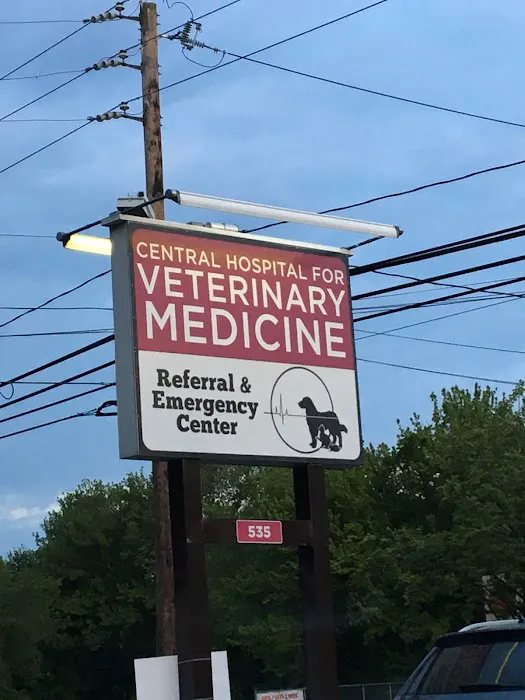 CENTRAL HOSPITAL FOR
VETERINARY
MEDICINE
Referral &
Emergency
Center
535